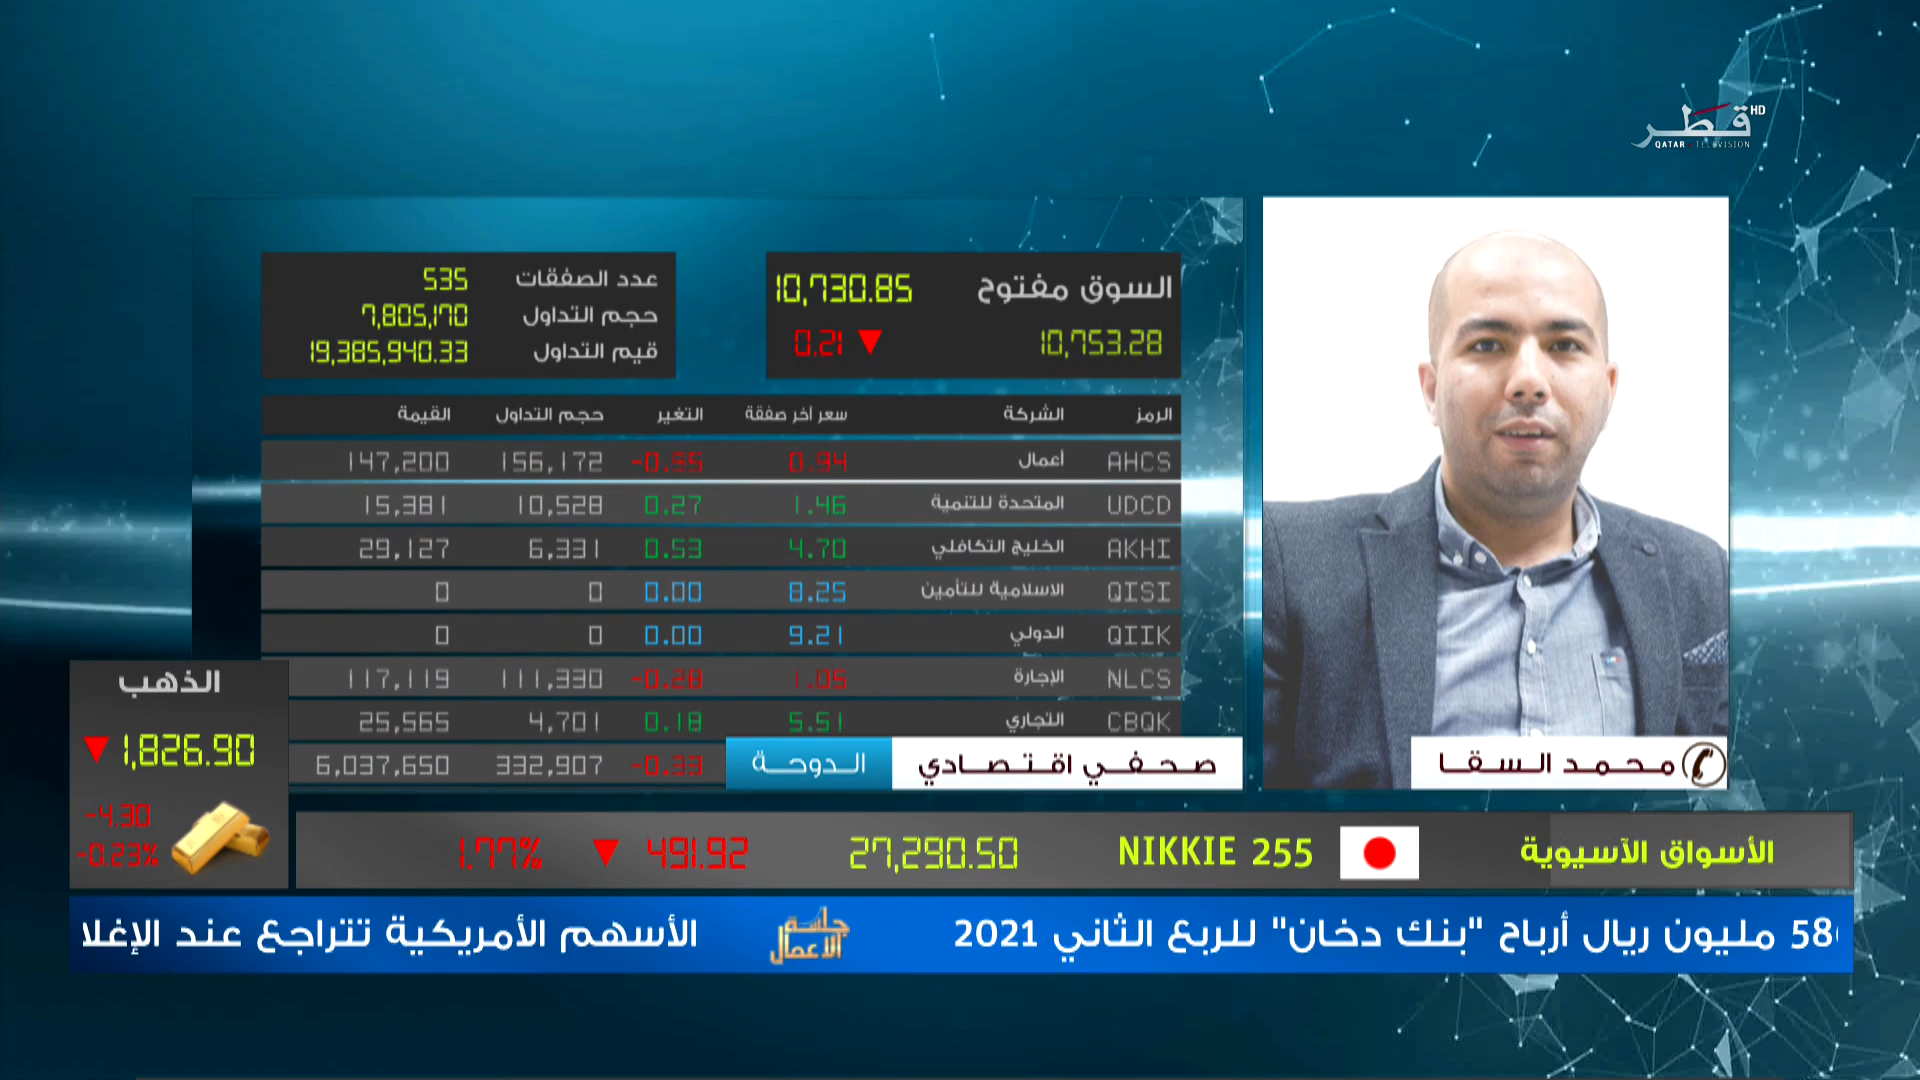 قطر HD
QATAR TELEVISION
السوق مفتوح 10,730.85
10,753.28 ▼ 0.21
عدد الصفقات 535
حجم التداول 7,805,170
قيم التداول 19,385,940.33
الرمز الشركة سعر آخر صفقة التغير حجم التداول القيمة
AHCS أعمال 0.94 -0.55 156,172 147,200
UDCD المتحدة للتنمية 1.46 0.27 10,528 15,381
AKHI الخليج التكافلي 4.70 0.53 6,331 29,127
QISI الاسلامية للتأمين 8.25 0.00 0 0
QIIK الدولي 9.21 0.00 0 0
NLCS الإجارة 1.05 -0.28 111,330 117,119
CBQK التجاري 5.51 0.18 4,701 25,565
-0.33 332,907 6,037,650
محمد السقا
صحفي اقتصادي الدوحة
الذهب
▼ 1,826.90
-4.30
-0.23%
الأسواق الآسيوية NIKKIE 255 27,290.50 491.92 ▼ 1.77%
مليون ريال أرباح "بنك دخان" للربع الثاني 2021 جلسة الأعمال الأسهم الأمريكية تتراجع عند الإغلا